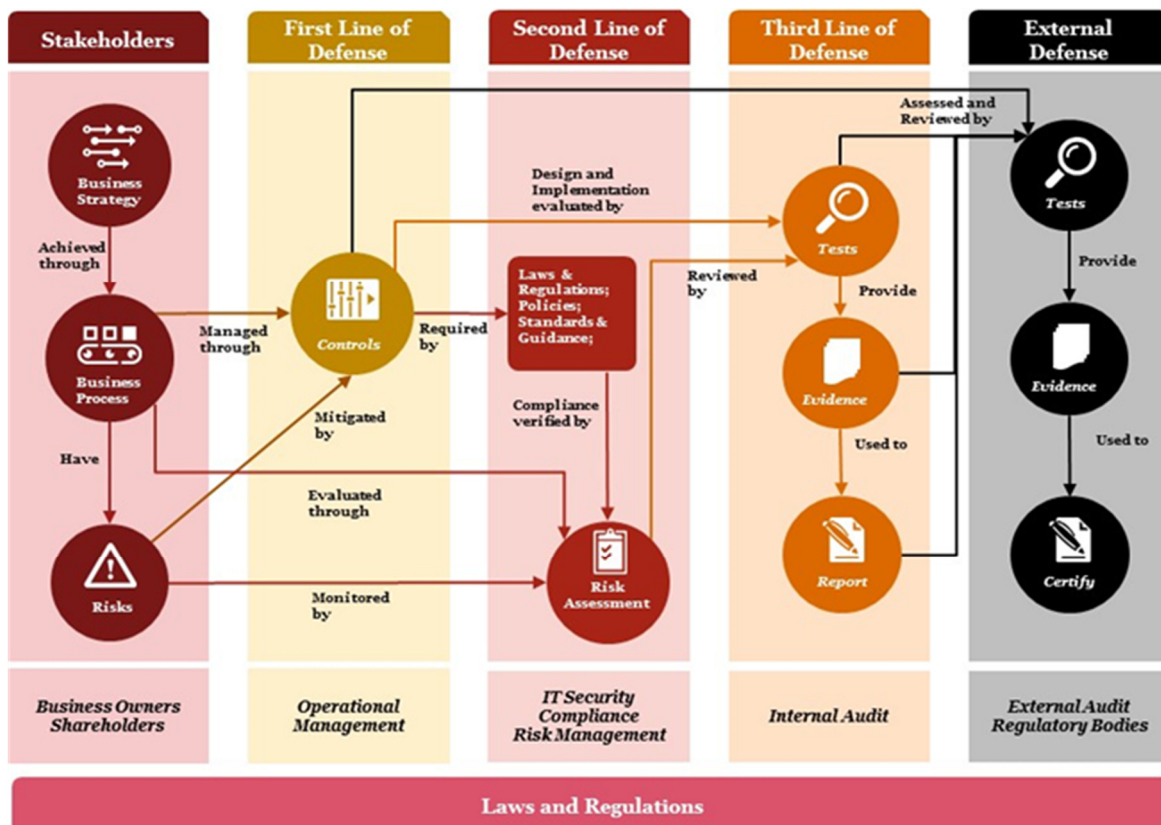 Stakeholders
First Line of
Defense
Second Line of
Defense
Third Line of
Defense
External
Defense
Business
Strategy
Achieved
through
Business
Process
Have
Risks
Managed
through
Controls
Mitigated
by
Evaluated
through
Monitored
by
Required
by
Laws &
Regulations;
Policies;
Standards &
Guidance;
Compliance
verified by
Risk
Assessment
Design and
Implementation
evaluated by
Reviewed
by
Tests
Provide
Evidence
Used to
Report
Assessed and
Reviewed by
Tests
Provide
Evidence
Used to
Certify
Business Owners
Shareholders
Operational
Management
IT Security
Compliance
Risk Management
Internal Audit
External Audit
Regulatory Bodies
Laws and Regulations